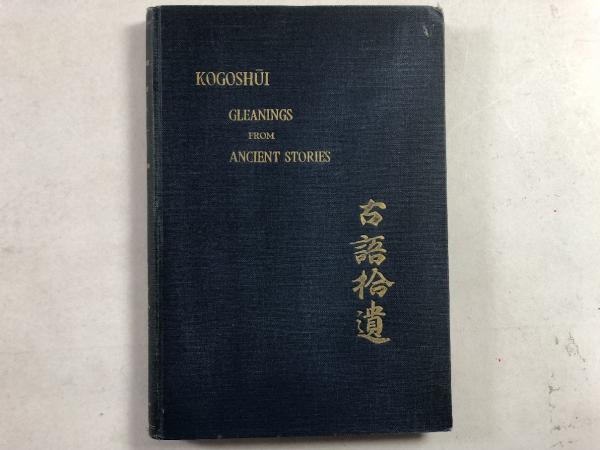 KOGOSHŪI
GLEANINGS
FROM
ANCIENT STORIES
古語拾遺